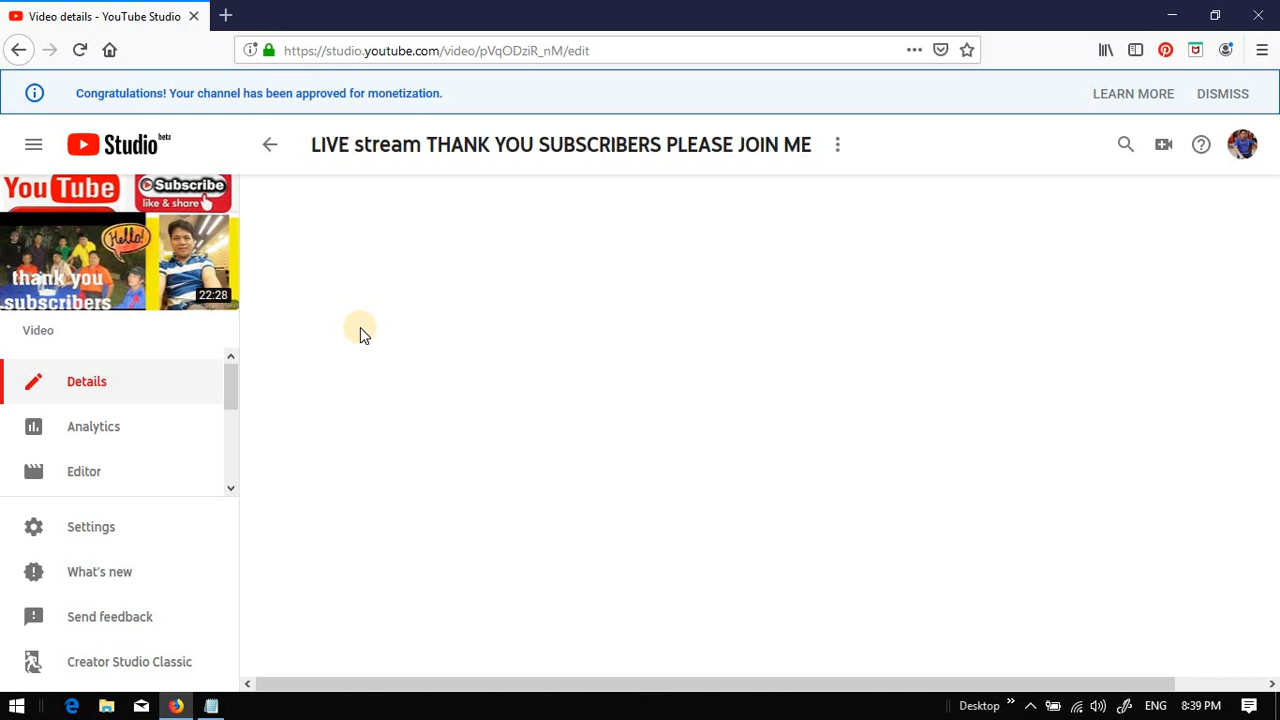 Video details - YouTube Studio
https://studio.youtube.com/video/pVqODziR_nM/edit
Congratulations! Your channel has been approved for monetization.
LEARN MORE
DISMISS
Studio beta
LIVE stream THANK YOU SUBSCRIBERS PLEASE JOIN ME
YouTube
Subscribe
like & share
Hello!
thank you
subscribers
22:28
Video
Details
Analytics
Editor
Settings
What's new
Send feedback
Creator Studio Classic
Desktop
ENG
8:39 PM